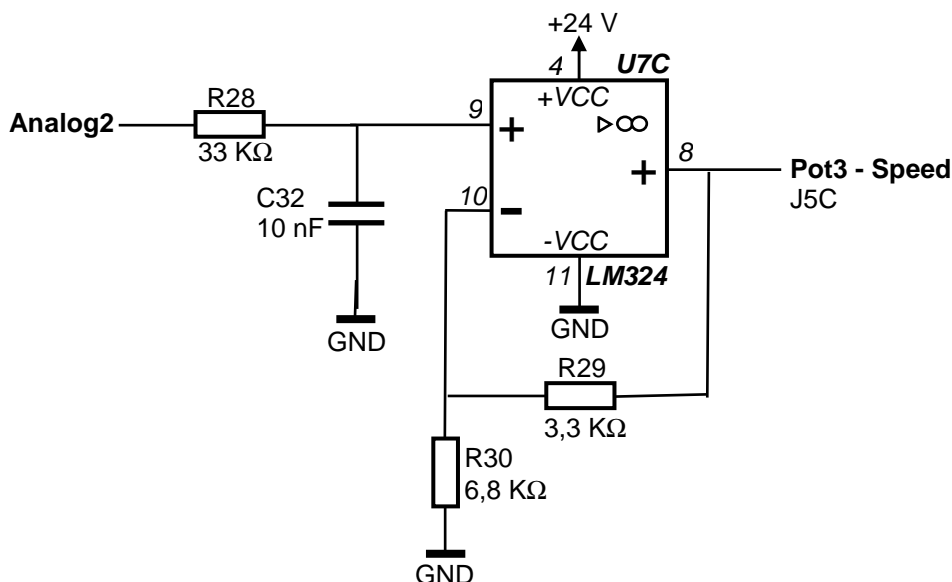 +24 V
4
U7C
R28
+VCC
Analog2
9
+
∞
33 KΩ
8
+
Pot3 - Speed
J5C
C32
10 nF
10
-
-VCC
11
LM324
GND
GND
R29
3,3 KΩ
R30
6,8 KΩ
GND